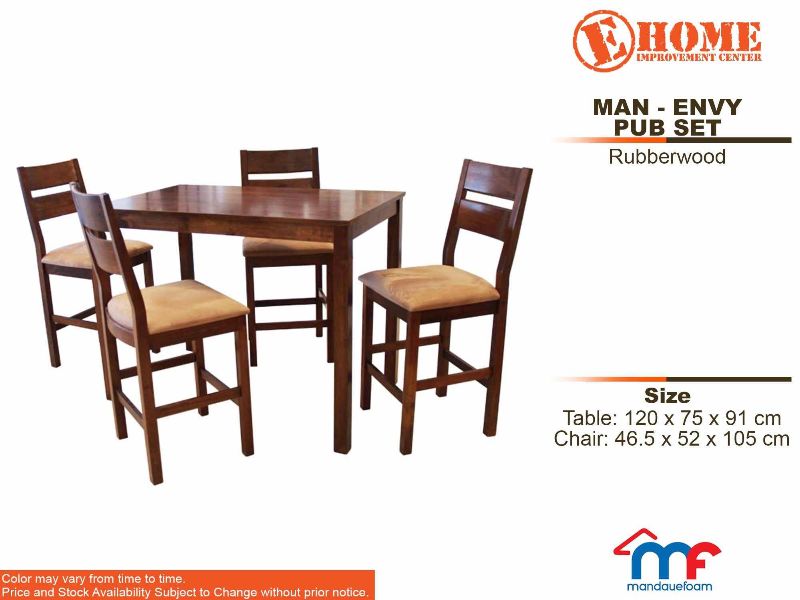 E HOME
IMPROVEMENT CENTER
MAN - ENVY
PUB SET
Rubberwood
Size
Table: 120 x 75 x 91 cm
Chair: 46.5 x 52 x 105 cm
mf
mandauefoam
Color may vary from time to time.
Price and Stock Availability Subject to Change without prior notice.